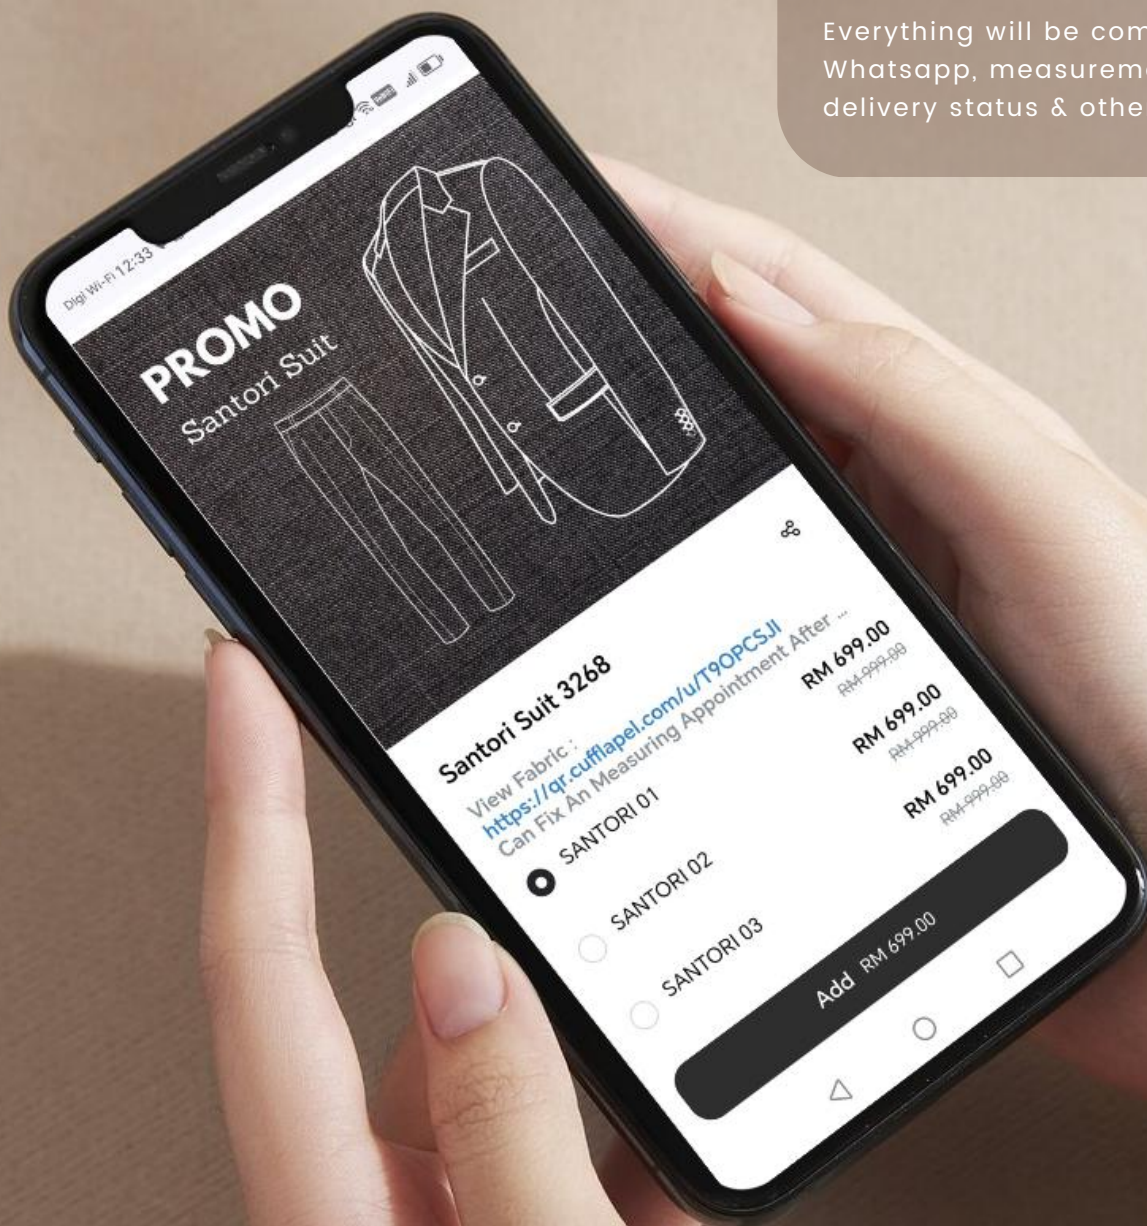 Everything will be
Whatsapp,
delivery status &
Digi Wi-Fi 12:33
PROMO
Santori Suit
Santori Suit 3268
View Fabric :
https://qr.cufflapel.com/u/T9OPCSJI
Can Fix An Measuring Appointment After ...
SANTORI 01
RM 699.00
RM 999.00
SANTORI 02
RM 699.00
RM 999.00
SANTORI 03
RM 699.00
RM 999.00
Add RM 699.00